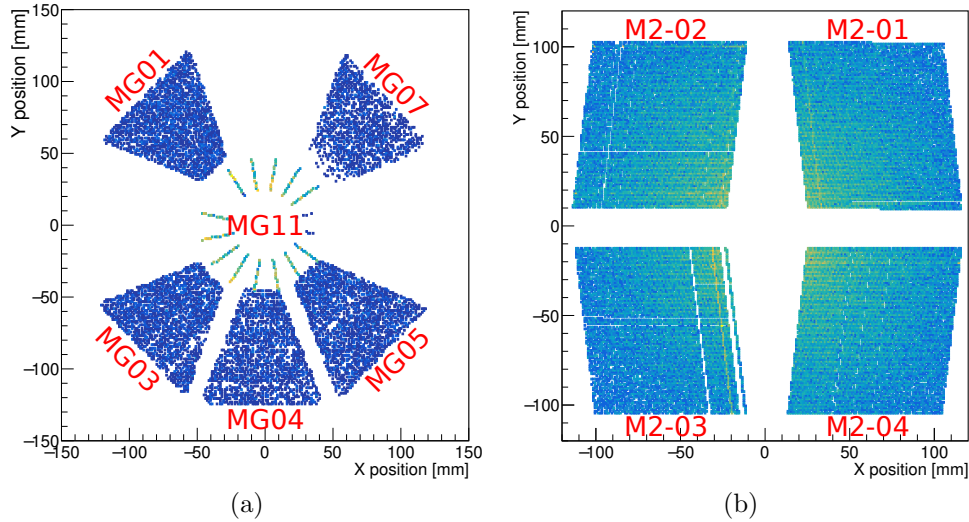 Y position [mm]
150
100
50
0
−50
−100
−150
−150 −100 −50 0 50 100 150
X position [mm]
MG01
MG07
MG11
MG03
MG05
MG04
(a)
Y position [mm]
100
50
0
−50
−100
−100 −50 0 50 100
X position [mm]
M2-02
M2-01
M2-03
M2-04
(b)